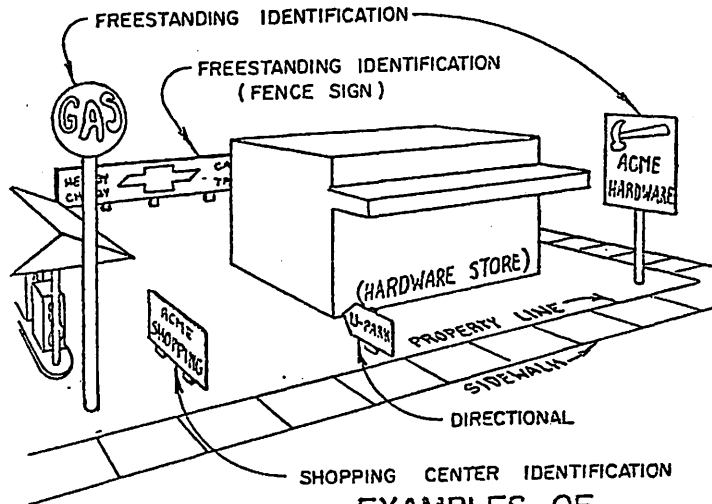 FREESTANDING IDENTIFICATION
FREESTANDING IDENTIFICATION
(FENCE SIGN)
GAS
CHEVY
ACME
HARDWARE
(HARDWARE STORE)
ACME
SHOPPING
U-PARK
PROPERTY LINE
SIDEWALK
DIRECTIONAL
SHOPPING CENTER IDENTIFICATION
EXAMPLES OF